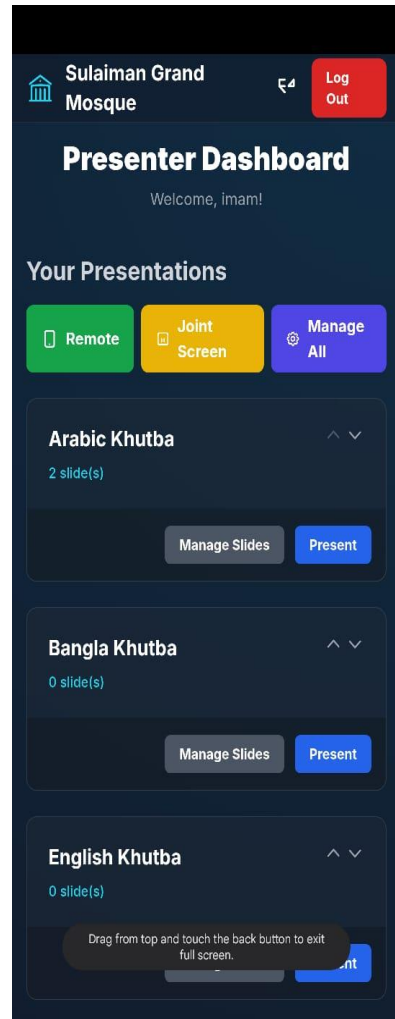 Sulaiman Grand
Mosque
Log
Out
Presenter Dashboard
Welcome, imam!
Your Presentations
Remote
Joint
Screen
Manage
All
Arabic Khutba
2 slide(s)
Manage Slides
Present
Bangla Khutba
0 slide(s)
Manage Slides
Present
English Khutba
0 slide(s)
Drag from top and touch the back button to exit
full screen.